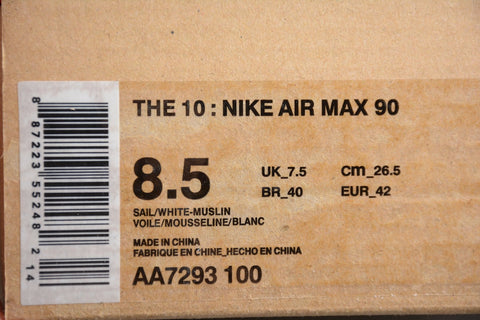 THE 10 : NIKE AIR MAX 90
8.5
UK_7.5 Cm_26.5
BR_40 EUR_42
SAIL/WHITE-MUSLIN
VOILE/MOUSSELINE/BLANC
MADE IN CHINA
FABRIQUE EN CHINE_HECHO EN CHINA
AA7293 100
8 87223 55248 2 14